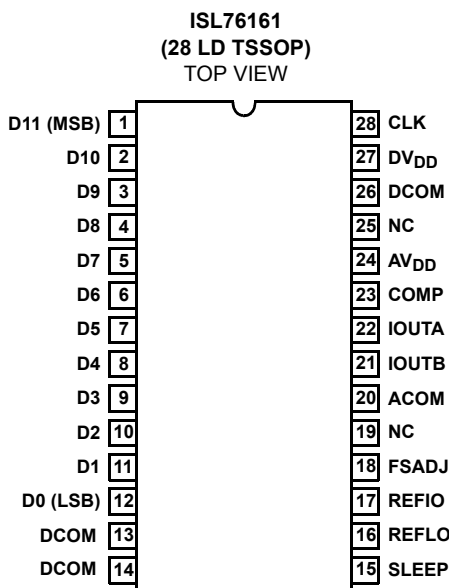 ISL76161
(28 LD TSSOP)
TOP VIEW
D11 (MSB) 1 28 CLK
D10 2 27 DVDD
D9 3 26 DCOM
D8 4 25 NC
D7 5 24 AVDD
D6 6 23 COMP
D5 7 22 IOUTA
D4 8 21 IOUTB
D3 9 20 ACOM
D2 10 19 NC
D1 11 18 FSADJ
D0 (LSB) 12 17 REFIO
DCOM 13 16 REFLO
DCOM 14 15 SLEEP